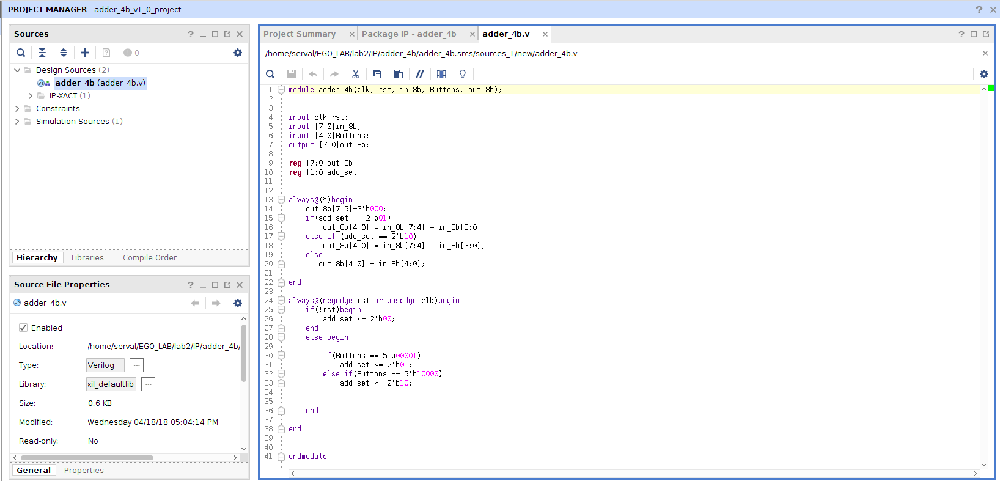 PROJECT MANAGER - adder_4b_v1_0_project
Sources
0
Design Sources (2)
adder_4b (adder_4b.v)
IP-XACT (1)
Constraints
Simulation Sources (1)
Hierarchy Libraries Compile Order
Source File Properties
adder_4b.v
Enabled
Location: /home/serval/EGO_LAB/lab2/IP/adder_4b/
Type: Verilog ...
Library: xil_defaultlib ...
Size: 0.6 KB
Modified: Wednesday 04/18/18 05:04:14 PM
Read-only: No
General Properties
Project Summary Package IP - adder_4b adder_4b.v
/home/serval/EGO_LAB/lab2/IP/adder_4b/adder_4b.srcs/sources_1/new/adder_4b.v
1 module adder_4b(clk, rst, in_8b, Buttons, out_8b);
2
3
4 input clk,rst;
5 input [7:0]in_8b;
6 input [4:0]Buttons;
7 output [7:0]out_8b;
8
9 reg [7:0]out_8b;
10 reg [1:0]add_set;
11
12
13 always@(*)begin
14 out_8b[7:5]=3'b000;
15 if(add_set == 2'b01)
16 out_8b[4:0] = in_8b[7:4] + in_8b[3:0];
17 else if (add_set == 2'b10)
18 out_8b[4:0] = in_8b[7:4] - in_8b[3:0];
19 else
20 out_8b[4:0] = in_8b[4:0];
21
22 end
23
24 always@(negedge rst or posedge clk)begin
25 if(!rst)begin
26 add_set <= 2'b00;
27 end
28 else begin
29
30 if(Buttons == 5'b00001)
31 add_set <= 2'b01;
32 else if(Buttons == 5'b10000)
33 add_set <= 2'b10;
34
35
36 end
37
38 end
39
40
41 endmodule